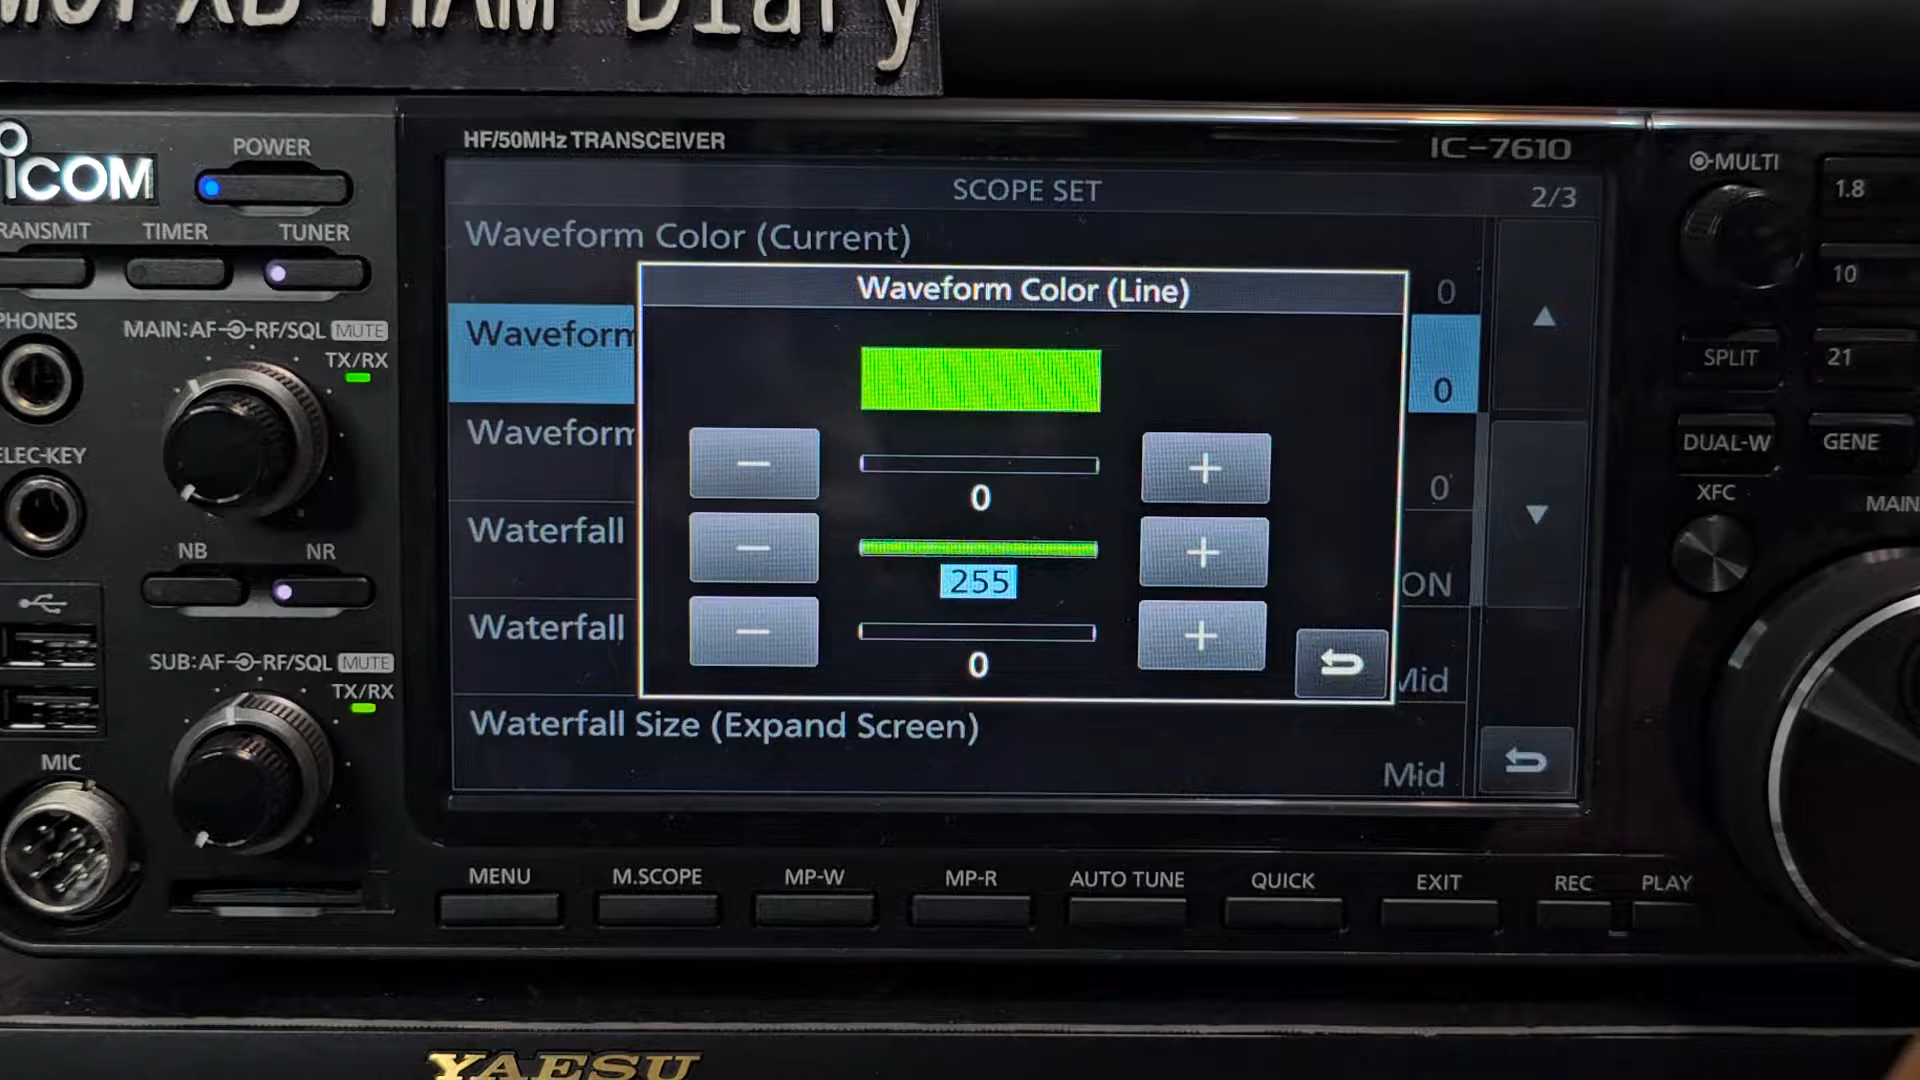 HAM Diary
ICOM
POWER
TIMER
TUNER
MAIN:AF RF/SQL MUTE
TX/RX
NB
NR
SUB:AF RF/SQL MUTE
TX/RX
MIC
HF/50MHz TRANSCEIVER
IC-7610
SCOPE SET
2/3
Waveform Color (Current)
0
Waveform
0
Waveform
0
Waterfall
ON
Waterfall
Mid
Waterfall Size (Expand Screen)
Mid
Waveform Color (Line)
− +
0
− +
255
− +
0
MULTI
1.8
10
SPLIT
21
DUAL-W
GENE
XFC
MAIN
MENU
M.SCOPE
MP-W
MP-R
AUTO TUNE
QUICK
EXIT
REC
PLAY
YAESU